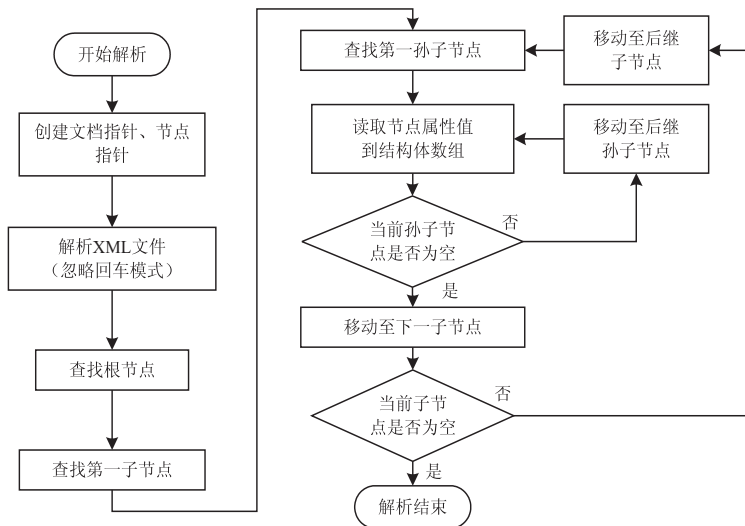 开始解析
创建文档指针、节点
指针
解析XML文件
（忽略回车模式）
查找根节点
查找第一子节点
查找第一孙子节点
移动至后继
子节点
读取节点属性值
到结构体数组
移动至后继
孙子节点
当前孙子节
点是否为空
否
是
移动至下一子节点
当前子节
点是否为空
否
是
解析结束